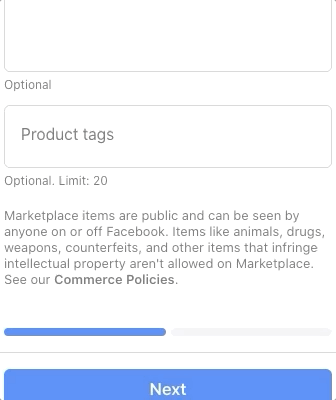 Optional
Product tags
Optional. Limit: 20
Marketplace items are public and can be seen by
anyone on or off Facebook. Items like animals, drugs,
weapons, counterfeits, and other items that infringe
intellectual property aren't allowed on Marketplace.
See our Commerce Policies.
Next